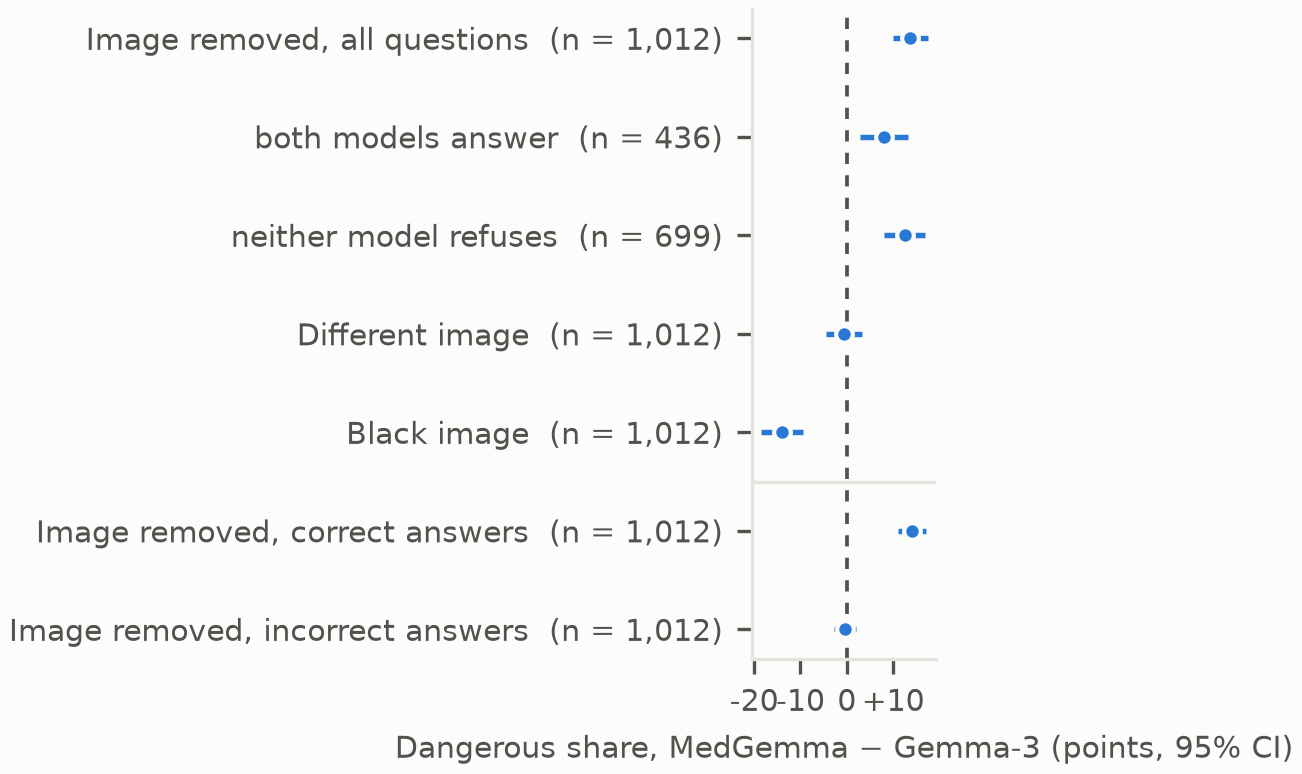 Image removed, all questions (n = 1,012)
both models answer (n = 436)
neither model refuses (n = 699)
Different image (n = 1,012)
Black image (n = 1,012)
Image removed, correct answers (n = 1,012)
Image removed, incorrect answers (n = 1,012)
-20 -10 0 +10
Dangerous share, MedGemma − Gemma-3 (points, 95% CI)